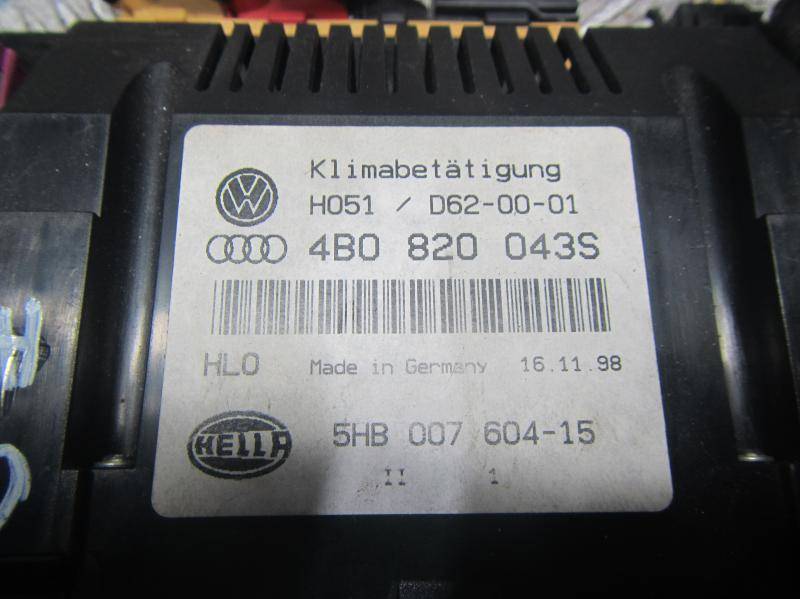 Klimabetätigung
H051 / D62-00-01
4B0 820 043S
HLO Made in Germany 16.11.98
HELLA 5HB 007 604-15
II 1